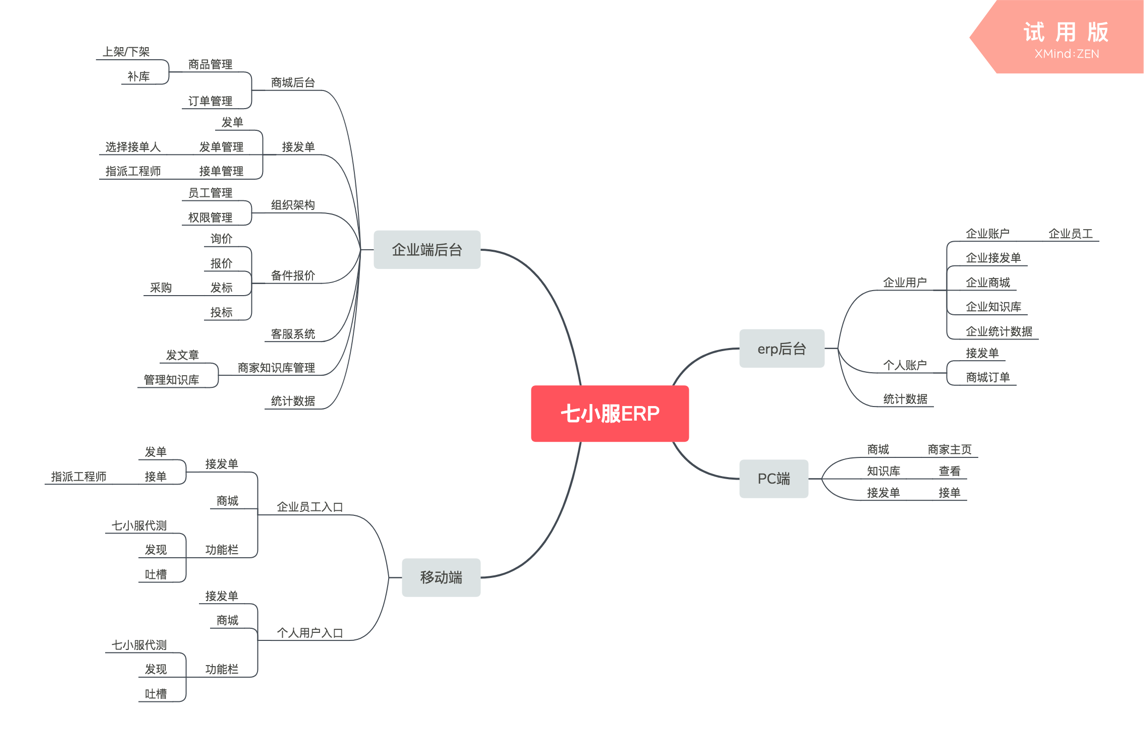 试用版
XMind:ZEN
七小服ERP
企业端后台
商城后台
商品管理
上架/下架
补库
订单管理
接发单
发单
发单管理
选择接单人
接单管理
指派工程师
组织架构
员工管理
权限管理
备件报价
询价
报价
发标
采购
投标
客服系统
商家知识库管理
发文章
管理知识库
统计数据
移动端
企业员工入口
接发单
发单
接单
指派工程师
商城
功能栏
七小服代测
发现
吐槽
个人用户入口
接发单
商城
功能栏
七小服代测
发现
吐槽
erp后台
企业用户
企业账户
企业员工
企业接发单
企业商城
企业知识库
企业统计数据
个人账户
接发单
商城订单
统计数据
PC端
商城
商家主页
知识库
查看
接发单
接单